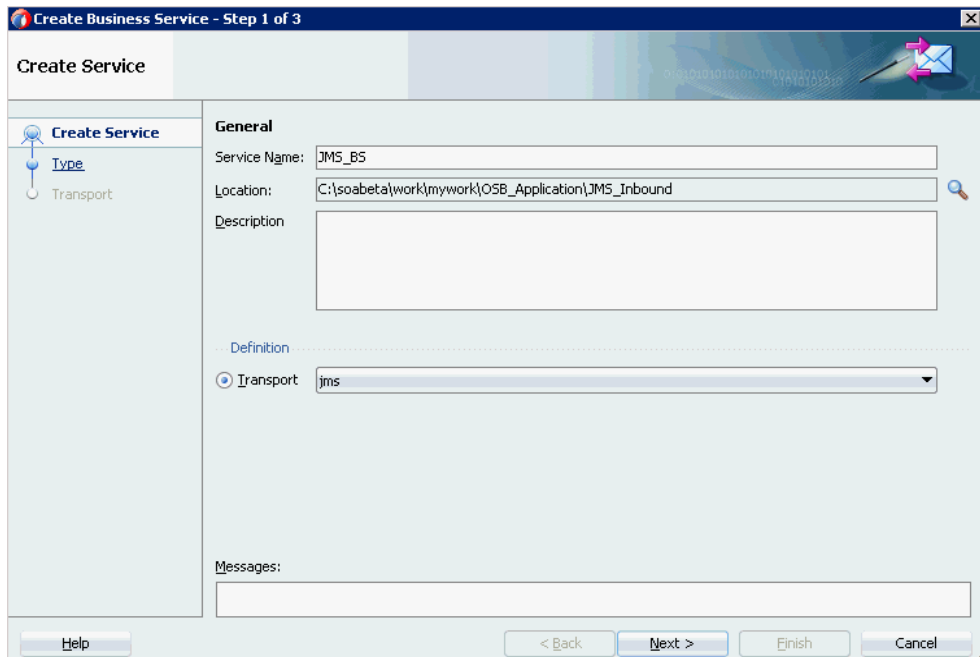 Create Business Service - Step 1 of 3
Create Service
Create Service
Type
Transport
General
Service Name: JMS_BS
Location: C:\soabeta\work\mywork\OSB_Application\JMS_Inbound
Description
Definition
Transport jms
Messages:
Help < Back Next > Finish Cancel